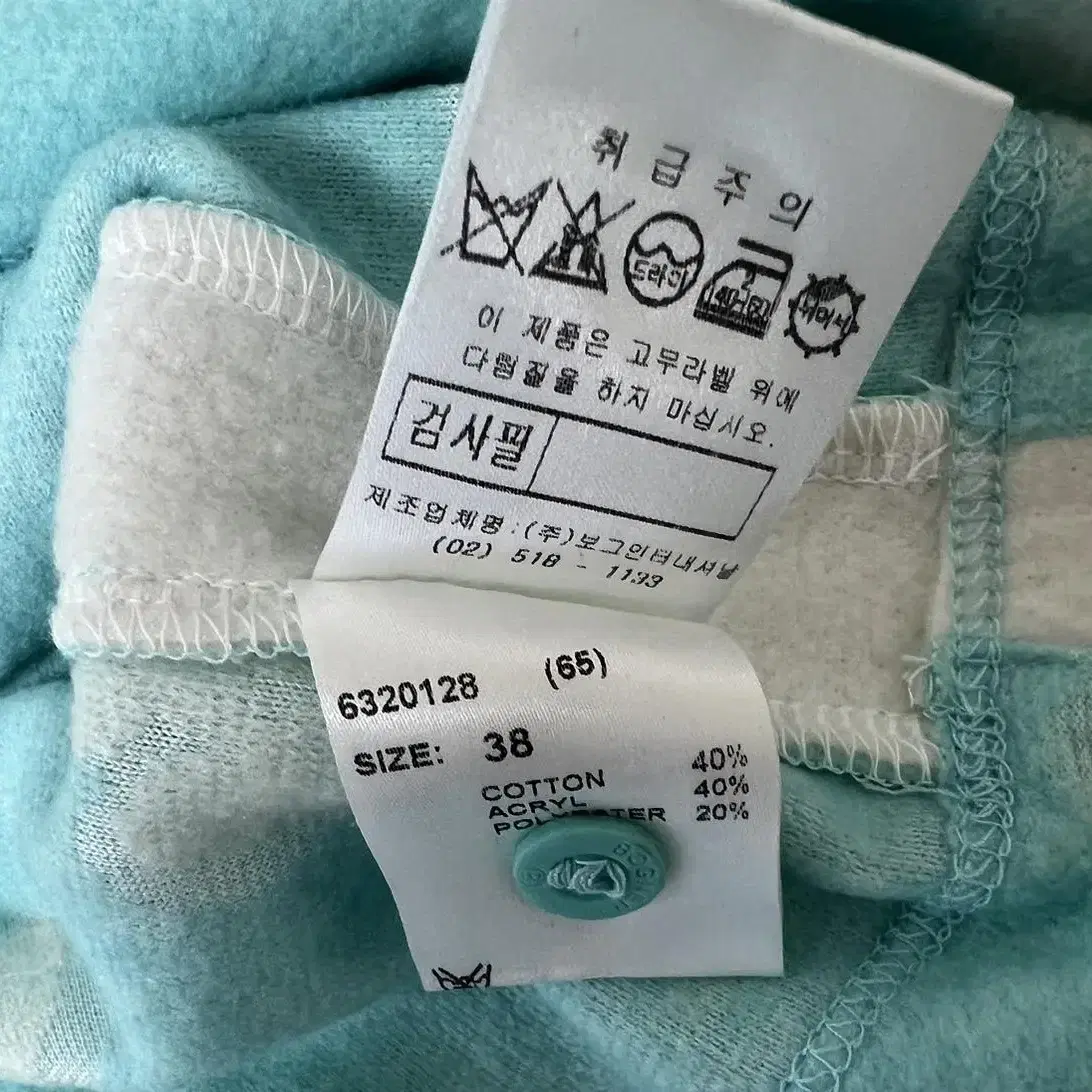 취급주의
드라이
이 제품은 고무라벨 위에
다림질을 하지 마십시오.
검사필
제조업체명 : (주)보그인터내셔날
(02) 518 - 1133
6320128 (65)
SIZE: 38
COTTON 40%
ACRYL 40%
POLYESTER 20%